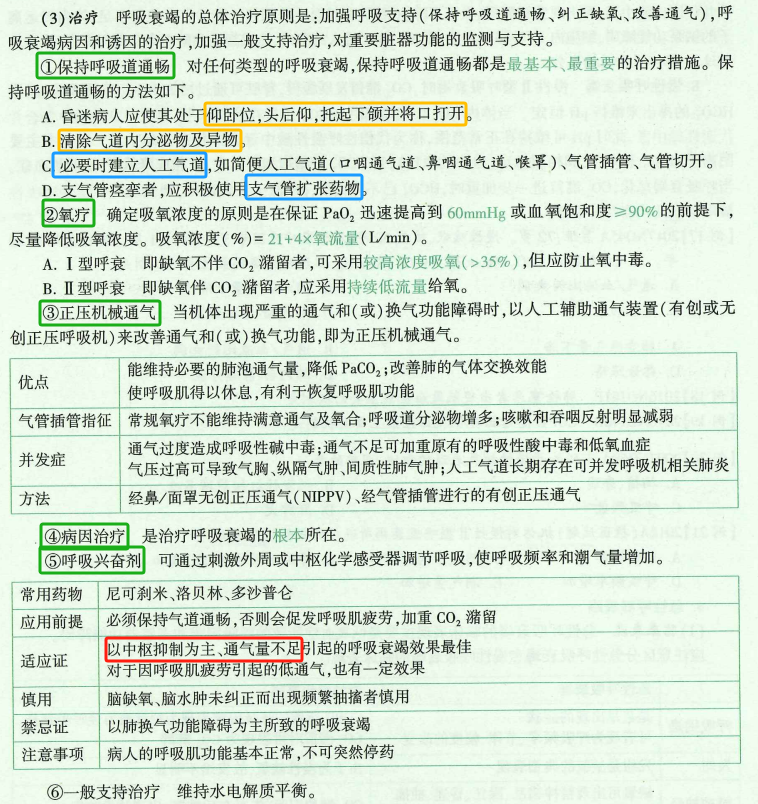 (3)治疗 呼吸衰竭的总体治疗原则是:加强呼吸支持(保持呼吸道通畅、纠正缺氧、改善通气),呼
吸衰竭病因和诱因的治疗,加强一般支持治疗,对重要脏器功能的监测与支持。
①保持呼吸道通畅 对任何类型的呼吸衰竭,保持呼吸道通畅都是最基本、最重要的治疗措施。保
持呼吸道通畅的方法如下。
A. 昏迷病人应使其处于仰卧位,头后仰,托起下颌并将口打开。
B. 清除气道内分泌物及异物。
C. 必要时建立人工气道,如简便人工气道(口咽通气道、鼻咽通气道、喉罩)、气管插管、气管切开。
D. 支气管痉挛者,应积极使用支气管扩张药物。
②氧疗 确定吸氧浓度的原则是在保证 PaO₂ 迅速提高到 60mmHg 或血氧饱和度≥90%的前提下,
尽量降低吸氧浓度。吸氧浓度(%)= 21+4×氧流量(L/min)。
A. Ⅰ型呼衰 即缺氧不伴 CO₂ 潴留者,可采用较高浓度吸氧(>35%),但应防止氧中毒。
B. Ⅱ型呼衰 即缺氧伴 CO₂ 潴留者,应采用持续低流量给氧。
③正压机械通气 当机体出现严重的通气和(或)换气功能障碍时,以人工辅助通气装置(有创或无
创正压呼吸机)来改善通气和(或)换气功能,即为正压机械通气。
优点 能维持必要的肺泡通气量,降低 PaCO₂;改善肺的气体交换效能
使呼吸肌得以休息,有利于恢复呼吸肌功能
气管插管指征 常规氧疗不能维持满意通气及氧合;呼吸道分泌物增多;咳嗽和吞咽反射明显减弱
并发症 通气过度造成呼吸性碱中毒;通气不足可加重原有的呼吸性酸中毒和低氧血症
气压过高可导致气胸、纵隔气肿、间质性肺气肿;人工气道长期存在可并发呼吸机相关肺炎
方法 经鼻/面罩无创正压通气(NIPPV)、经气管插管进行的有创正压通气
④病因治疗 是治疗呼吸衰竭的根本所在。
⑤呼吸兴奋剂 可通过刺激外周或中枢化学感受器调节呼吸,使呼吸频率和潮气量增加。
常用药物 尼可刹米、洛贝林、多沙普仑
应用前提 必须保持气道通畅,否则会促发呼吸肌疲劳,加重 CO₂ 潴留
适应证 以中枢抑制为主、通气量不足引起的呼吸衰竭效果最佳
对于因呼吸肌疲劳引起的低通气,也有一定效果
慎用 脑缺氧、脑水肿未纠正而出现频繁抽搐者慎用
禁忌证 以肺换气功能障碍为主所致的呼吸衰竭
注意事项 病人的呼吸肌功能基本正常,不可突然停药
⑥一般支持治疗 维持水电解质平衡。